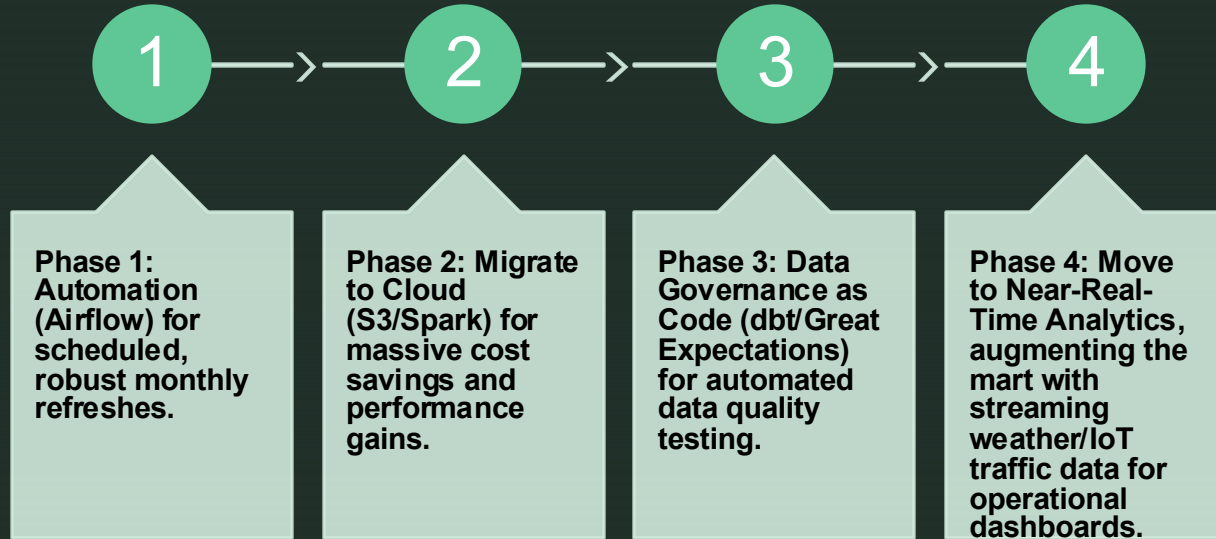 1
2
3
4
Phase 1:
Automation
(Airflow) for
scheduled,
robust monthly
refreshes.
Phase 2: Migrate
to Cloud
(S3/Spark) for
massive cost
savings and
performance
gains.
Phase 3: Data
Governance as
Code (dbt/Great
Expectations)
for automated
data quality
testing.
Phase 4: Move
to Near-Real-
Time Analytics,
augmenting the
mart with
streaming
weather/IoT
traffic data for
operational
dashboards.